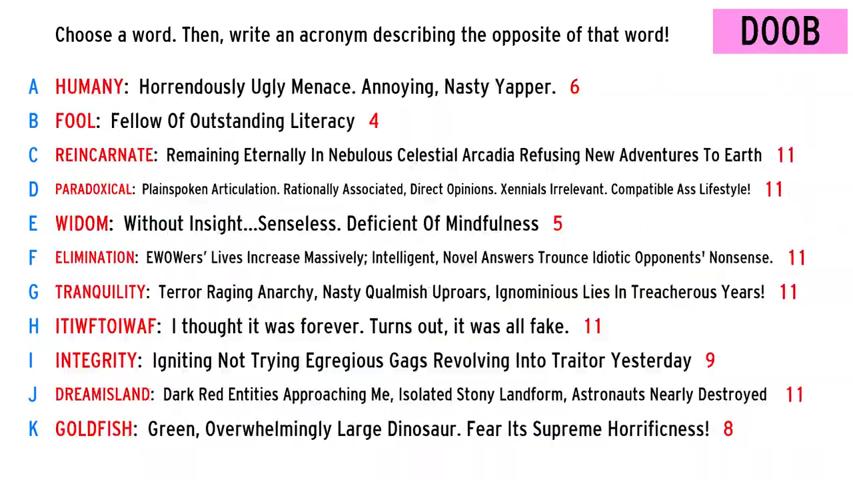 Choose a word. Then, write an acronym describing the opposite of that word!
DOOB
A HUMANY: Horrendously Ugly Menace. Annoying, Nasty Yapper. 6
B FOOL: Fellow Of Outstanding Literacy 4
C REINCARNATE: Remaining Eternally In Nebulous Celestial Arcadia Refusing New Adventures To Earth 11
D PARADOXICAL: Plainspoken Articulation. Rationally Associated, Direct Opinions. Xennials Irrelevant. Compatible Ass Lifestyle! 11
E WIDOM: Without Insight...Senseless. Deficient Of Mindfulness 5
F ELIMINATION: EWOWers' Lives Increase Massively; Intelligent, Novel Answers Trounce Idiotic Opponents' Nonsense. 11
G TRANQUILITY: Terror Raging Anarchy, Nasty Qualmish Uproars, Ignominious Lies In Treacherous Years! 11
H ITIWFTOIWAF: I thought it was forever. Turns out, it was all fake. 11
I INTEGRITY: Igniting Not Trying Egregious Gags Revolving Into Traitor Yesterday 9
J DREAMISLAND: Dark Red Entities Approaching Me, Isolated Stony Landform, Astronauts Nearly Destroyed 11
K GOLDFISH: Green, Overwhelmingly Large Dinosaur. Fear Its Supreme Horrificness! 8